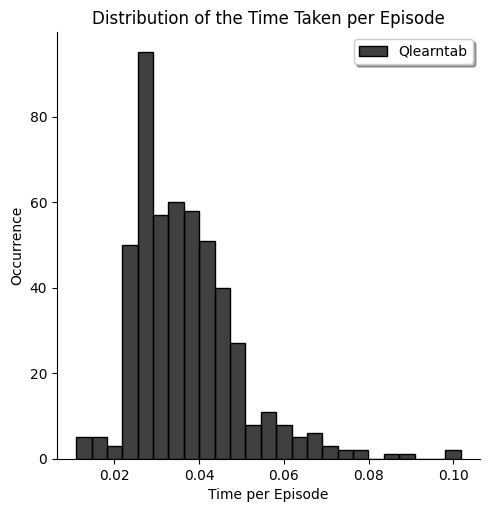 Distribution of the Time Taken per Episode
Qlearntab
80
60
40
20
0
Occurrence
0.02 0.04 0.06 0.08 0.10
Time per Episode